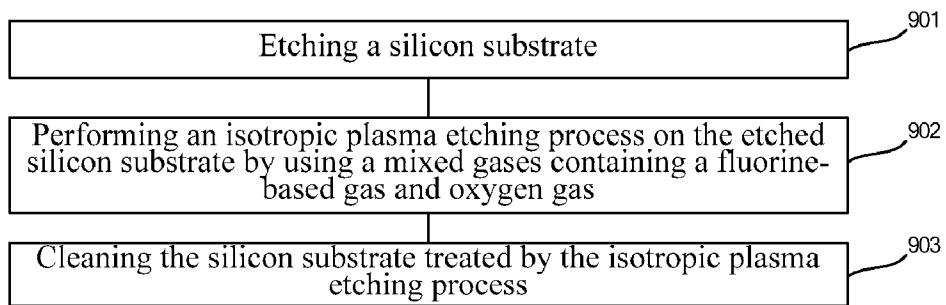 901
Etching a silicon substrate
902
Performing an isotropic plasma etching process on the etched
silicon substrate by using a mixed gases containing a fluorine-
based gas and oxygen gas
903
Cleaning the silicon substrate treated by the isotropic plasma
etching process